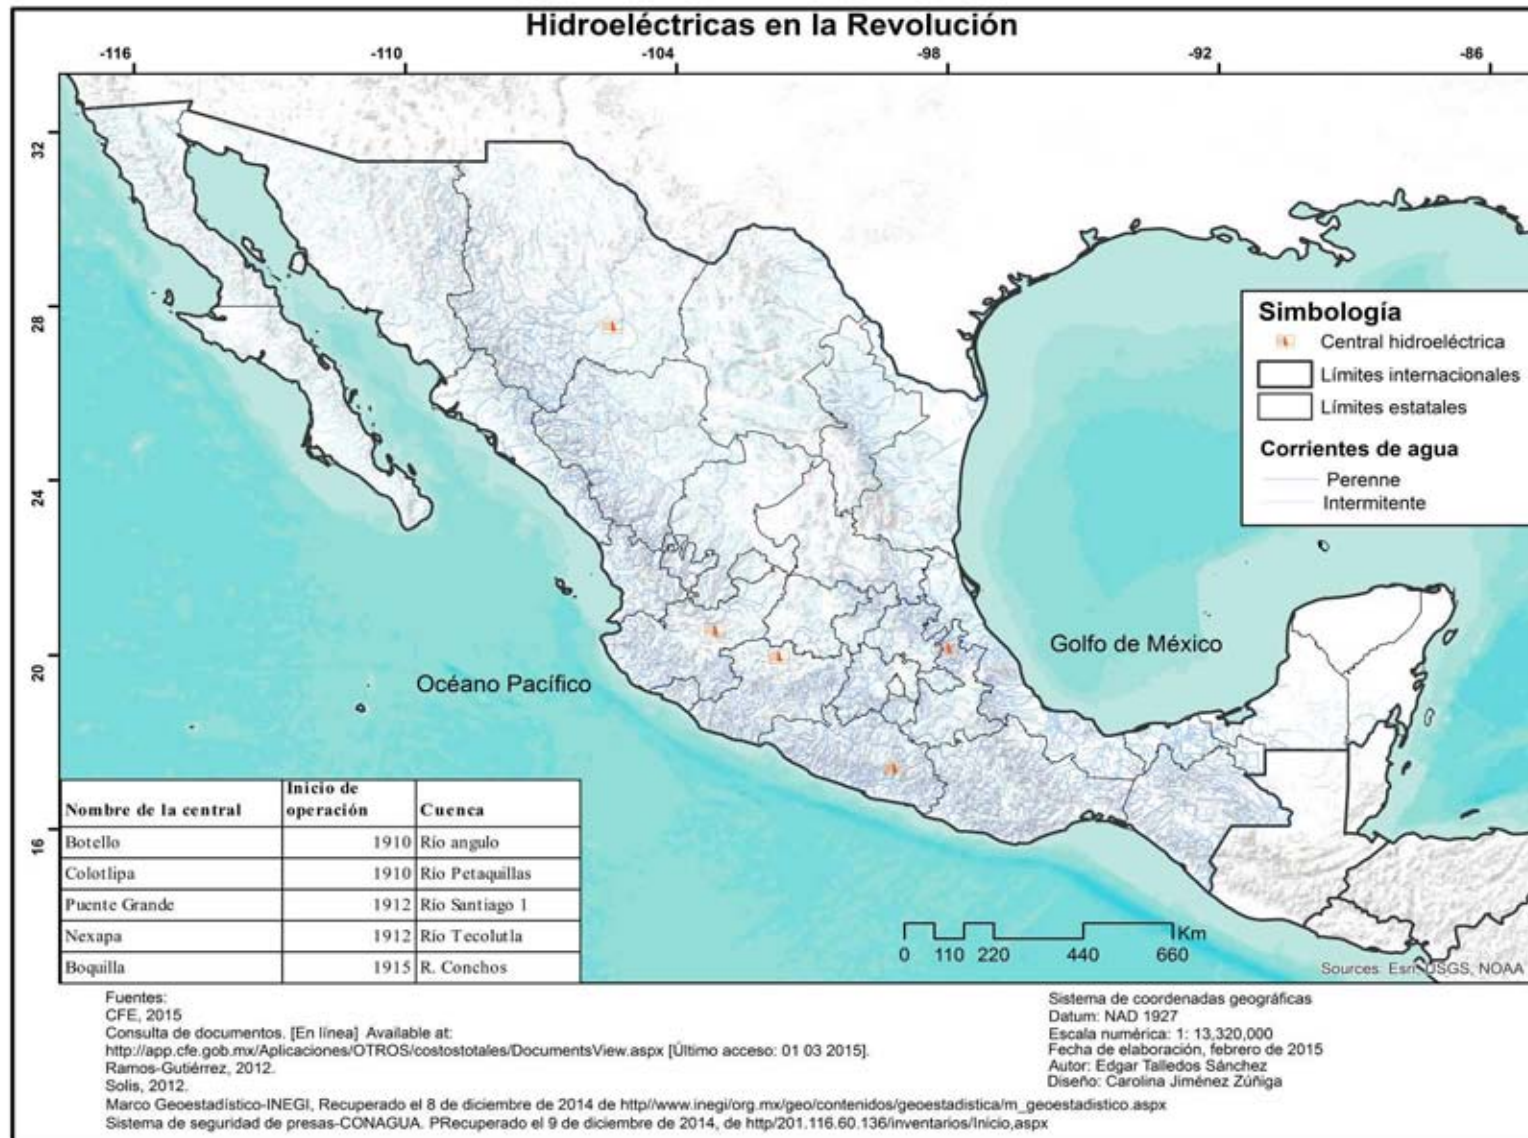 Hidroeléctricas en la Revolución
-116 -110 -104 -98 -92 -86
32
28
24
20
16
Simbología
Central hidroeléctrica
Límites internacionales
Límites estatales
Corrientes de agua
Perenne
Intermitente
Golfo de México
Océano Pacífico
Nombre de la central Inicio de operación Cuenca
Botello 1910 Río angulo
Colotlipa 1910 Río Petaquillas
Puente Grande 1912 Río Santiago 1
Nexapa 1912 Río Tecolutla
Boquilla 1915 R. Conchos
Km
0 110 220 440 660
Sources: Esri, USGS, NOAA
Fuentes:
CFE, 2015
Consulta de documentos. [En línea] Available at:
http://app.cfe.gob.mx/Aplicaciones/OTROS/costostotales/DocumentsView.aspx [Último acceso: 01 03 2015].
Ramos-Gutiérrez, 2012.
Solis, 2012.
Marco Geoestadístico-INEGI, Recuperado el 8 de diciembre de 2014 de http//www.inegi/org.mx/geo/contenidos/geoestadistica/m_geoestadistico.aspx
Sistema de seguridad de presas-CONAGUA. PRecuperado el 9 de diciembre de 2014, de http/201.116.60.136/inventarios/Inicio,aspx
Sistema de coordenadas geográficas
Datum: NAD 1927
Escala numérica: 1: 13,320,000
Fecha de elaboración, febrero de 2015
Autor: Edgar Talledos Sánchez
Diseño: Carolina Jiménez Zúñiga